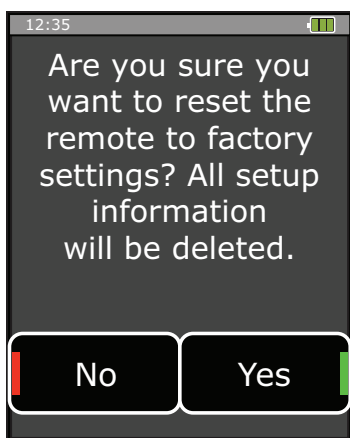 12:35
Are you sure you
want to reset the
remote to factory
settings? All setup
information
will be deleted.
No Yes